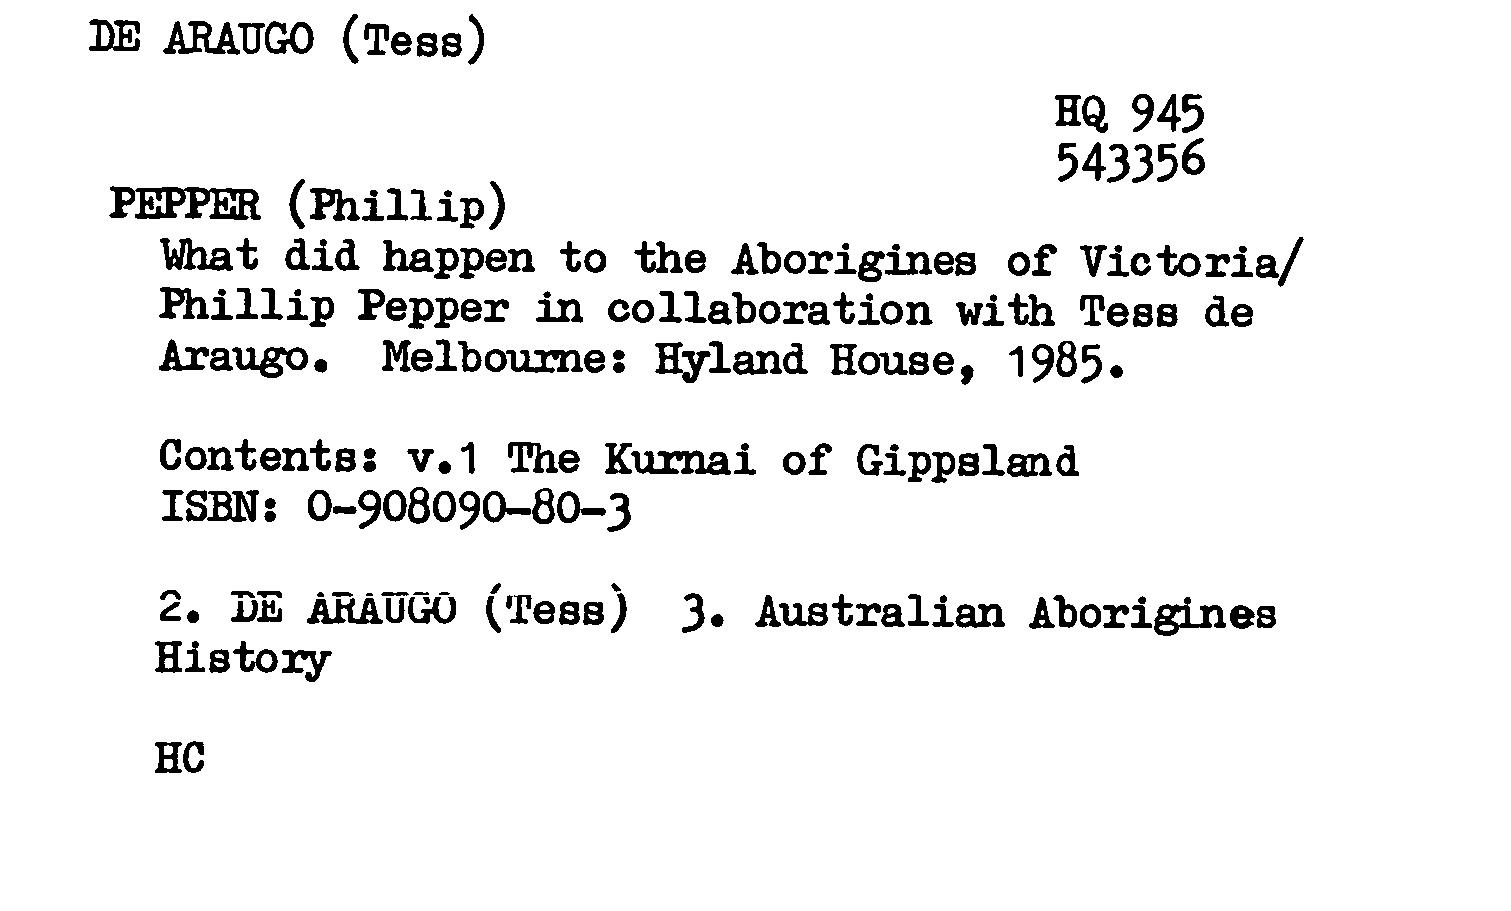 DE ARAUGO (Tess)
HQ 945
543356
PEPPER (Phillip)
What did happen to the Aborigines of Victoria/
Phillip Pepper in collaboration with Tess de
Araugo. Melbourne: Hyland House, 1985.
Contents: v.1 The Kurnai of Gippsland
ISBN: 0-908090-80-3
2. DE ARAUGO (Tess) 3. Australian Aborigines
History
HC